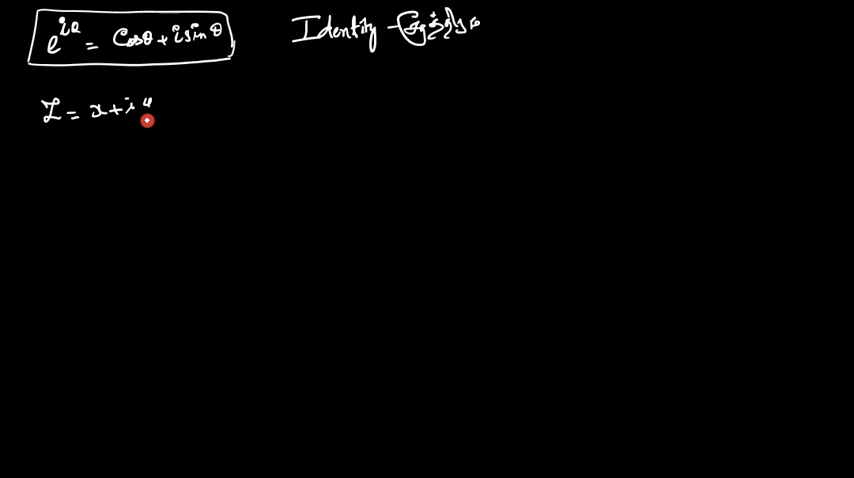 e^{iθ} = Cosθ + i sin θ
Identity -
Z = x + i y